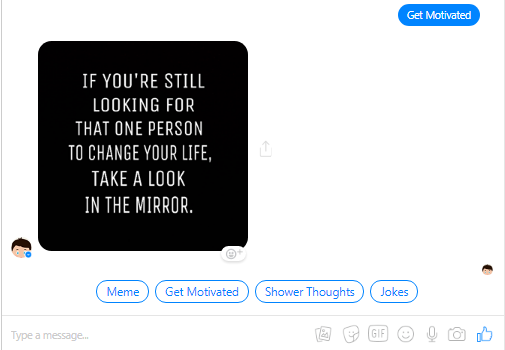 Get Motivated
IF YOU'RE STILL
LOOKING FOR
THAT ONE PERSON
TO CHANGE YOUR LIFE,
TAKE A LOOK
IN THE MIRROR.
Meme
Get Motivated
Shower Thoughts
Jokes
Type a message...
GIF